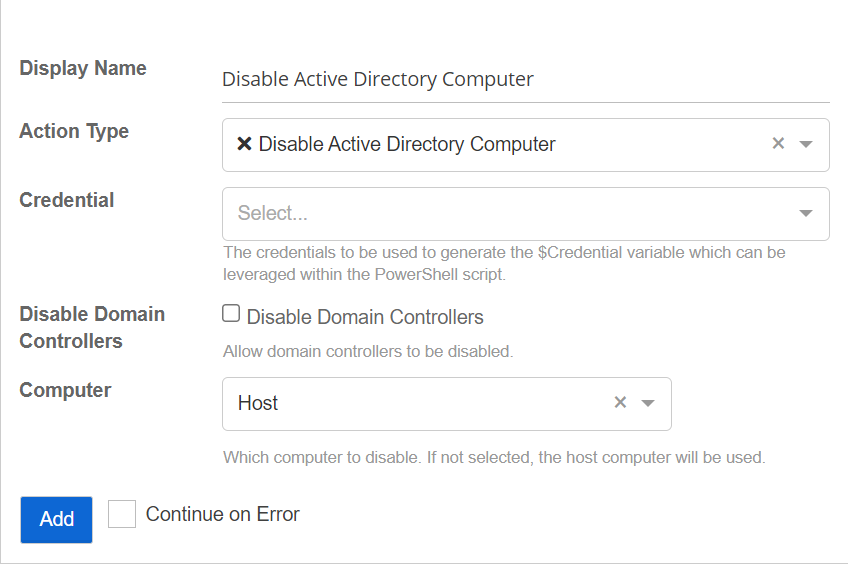 Display Name
Disable Active Directory Computer
Action Type
Disable Active Directory Computer
Credential
Select...
The credentials to be used to generate the $Credential variable which can be
leveraged within the PowerShell script.
Disable Domain
Controllers
Disable Domain Controllers
Allow domain controllers to be disabled.
Computer
Host
Which computer to disable. If not selected, the host computer will be used.
Add
Continue on Error